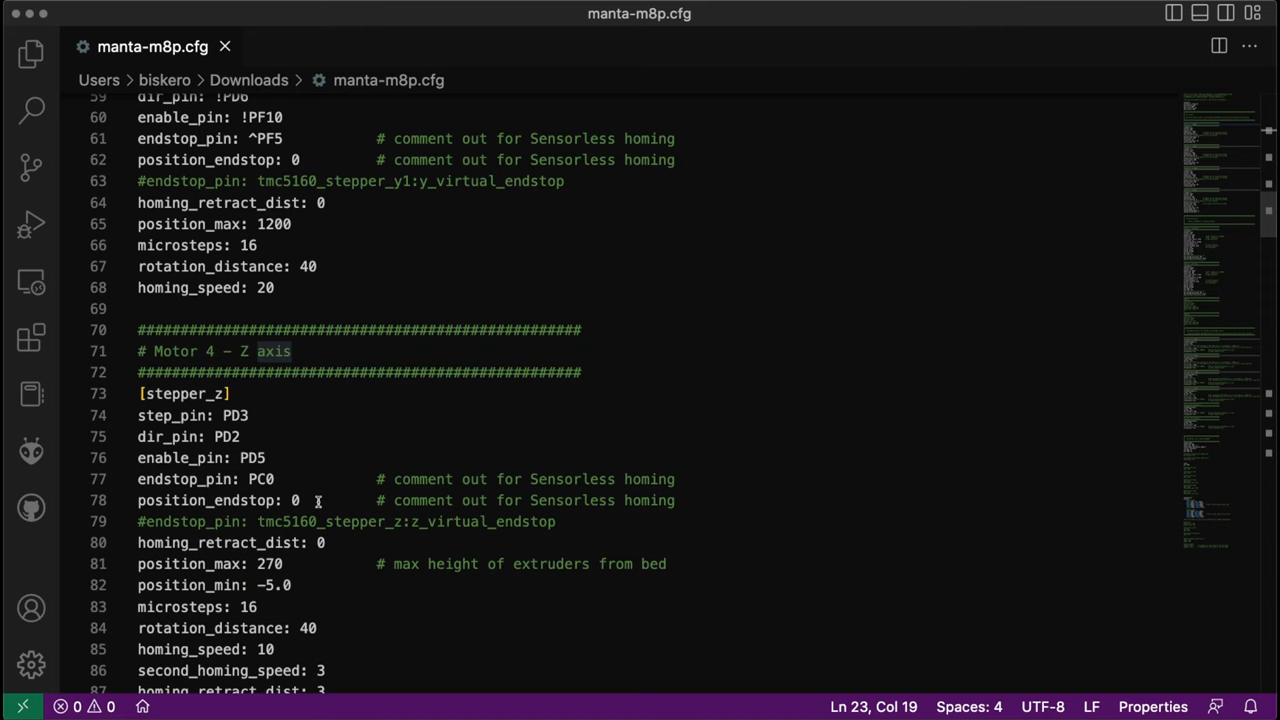 manta-m8p.cfg
manta-m8p.cfg
Users > biskero > Downloads > manta-m8p.cfg
59 dir_pin: !PD6
60 enable_pin: !PF10
61 endstop_pin: ^PF5 # comment out for Sensorless homing
62 position_endstop: 0 # comment out for Sensorless homing
63 #endstop_pin: tmc5160_stepper_y1:y_virtual_endstop
64 homing_retract_dist: 0
65 position_max: 1200
66 microsteps: 16
67 rotation_distance: 40
68 homing_speed: 20
69
70 ####################################################
71 # Motor 4 - Z axis
72 ####################################################
73 [stepper_z]
74 step_pin: PD3
75 dir_pin: PD2
76 enable_pin: PD5
77 endstop_pin: PC0 # comment out for Sensorless homing
78 position_endstop: 0 # comment out for Sensorless homing
79 #endstop_pin: tmc5160_stepper_z:z_virtual_endstop
80 homing_retract_dist: 0
81 position_max: 270 # max height of extruders from bed
82 position_min: -5.0
83 microsteps: 16
84 rotation_distance: 40
85 homing_speed: 10
86 second_homing_speed: 3
87 homing_retract_dist: 3
0 0 Ln 23, Col 19 Spaces: 4 UTF-8 LF Properties